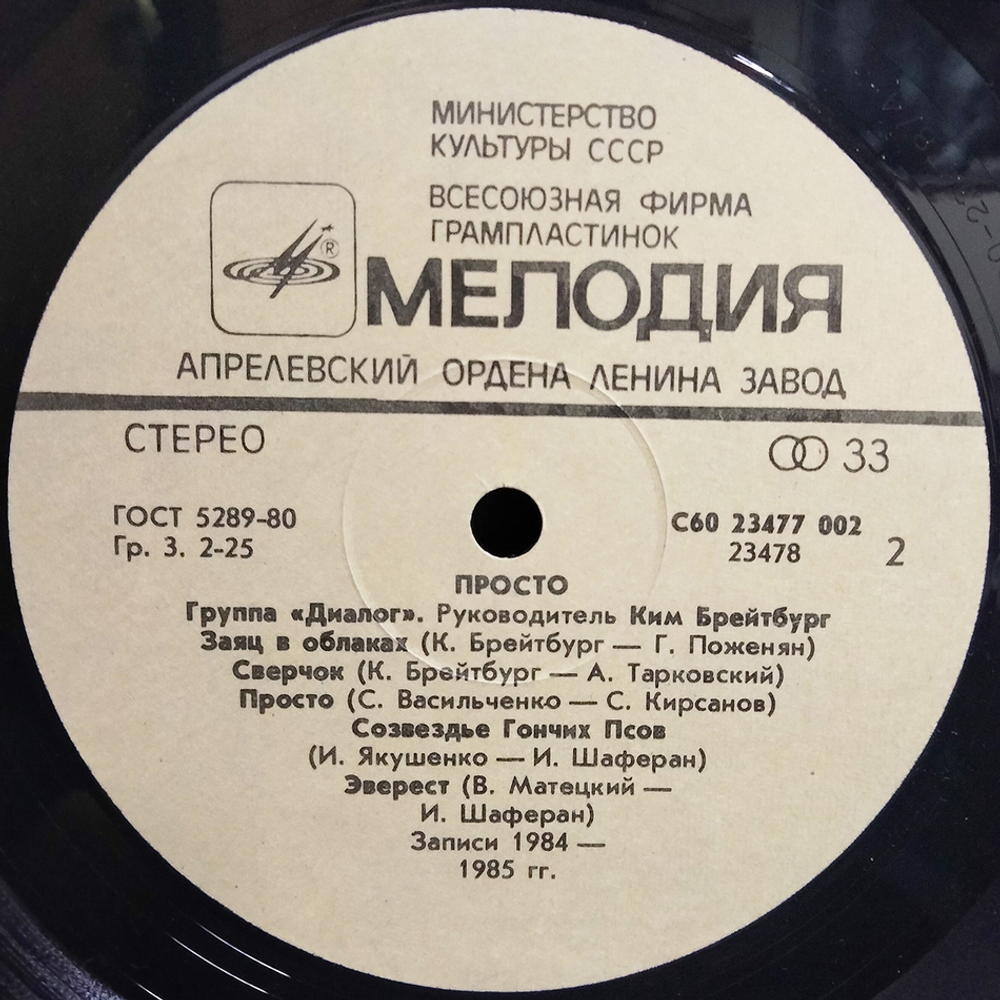 МИНИСТЕРСТВО
КУЛЬТУРЫ СССР
ВСЕСОЮЗНАЯ ФИРМА
ГРАМПЛАСТИНОК
®
МЕЛОДИЯ
АПРЕЛЕВСКИЙ ОРДЕНА ЛЕНИНА ЗАВОД
СТЕРЕО
33
ГОСТ 5289-80
Гр. 3. 2-25
С60 23477 002
23478
2
ПРОСТО
Группа «Диалог». Руководитель Ким Брейтбург
Заяц в облаках (К. Брейтбург — Г. Поженян)
Сверчок (К. Брейтбург — А. Тарковский)
Просто (С. Васильченко — С. Кирсанов)
Созвездье Гончих Псов
(И. Якушенко — И. Шаферан)
Эверест (В. Матецкий —
И. Шаферан)
Записи 1984 —
1985 гг.